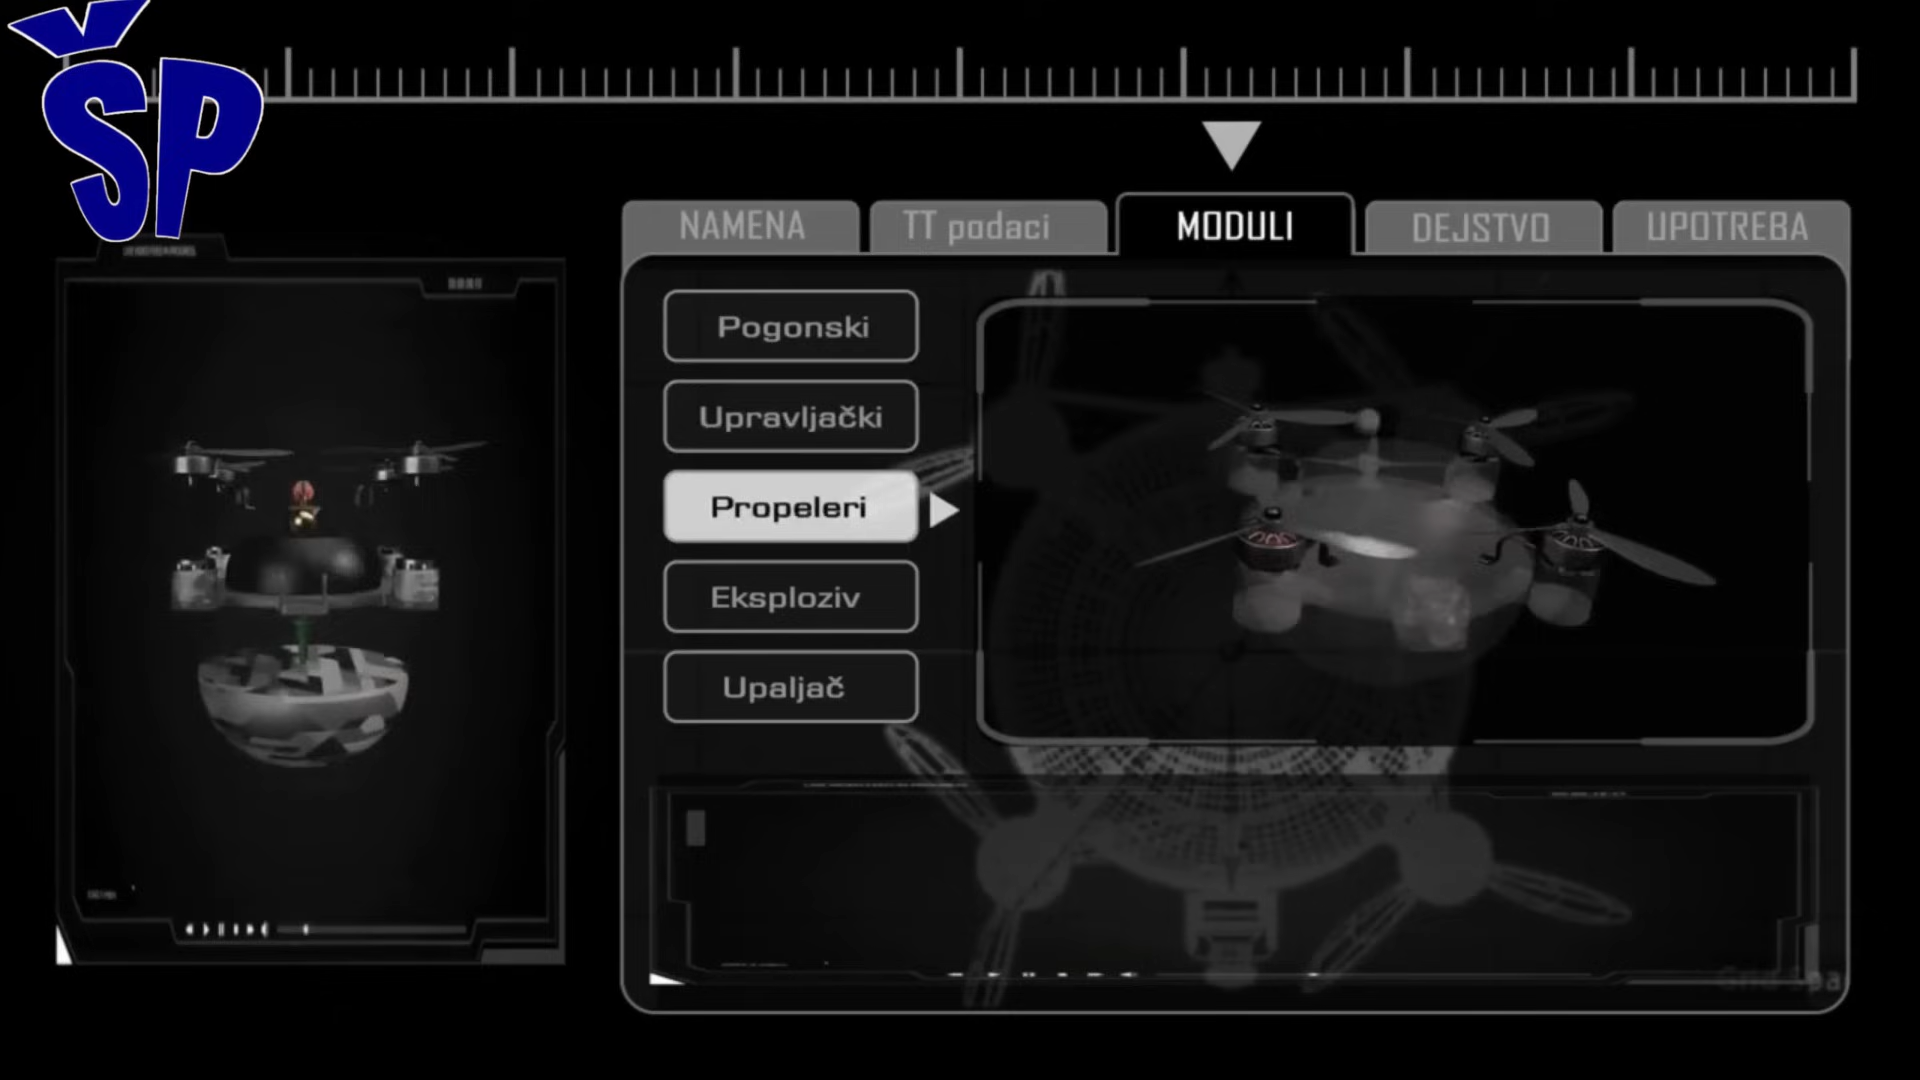 ŠP
NAMENA
TT podaci
MODULI
DEJSTVO
UPOTREBA
Pogonski
Upravljački
Propeleri
Eksploziv
Upaljač